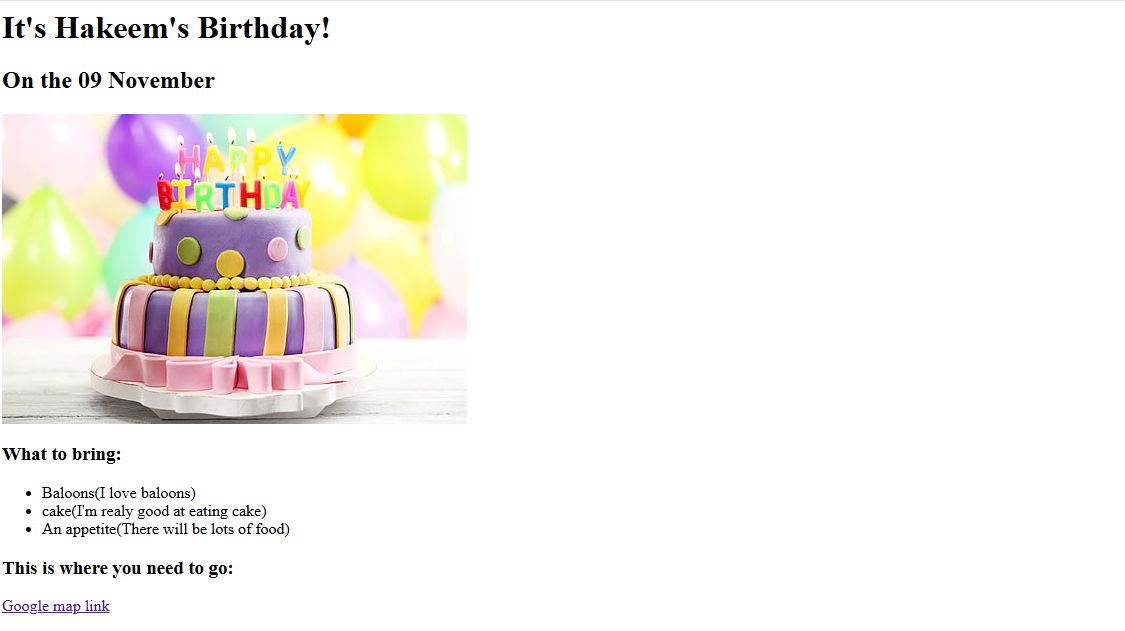 It's Hakeem's Birthday!
On the 09 November
HAPPY
BIRTHDAY
What to bring:
Baloons(I love baloons)
cake(I'm realy good at eating cake)
An appetite(There will be lots of food)
This is where you need to go:
Google map link